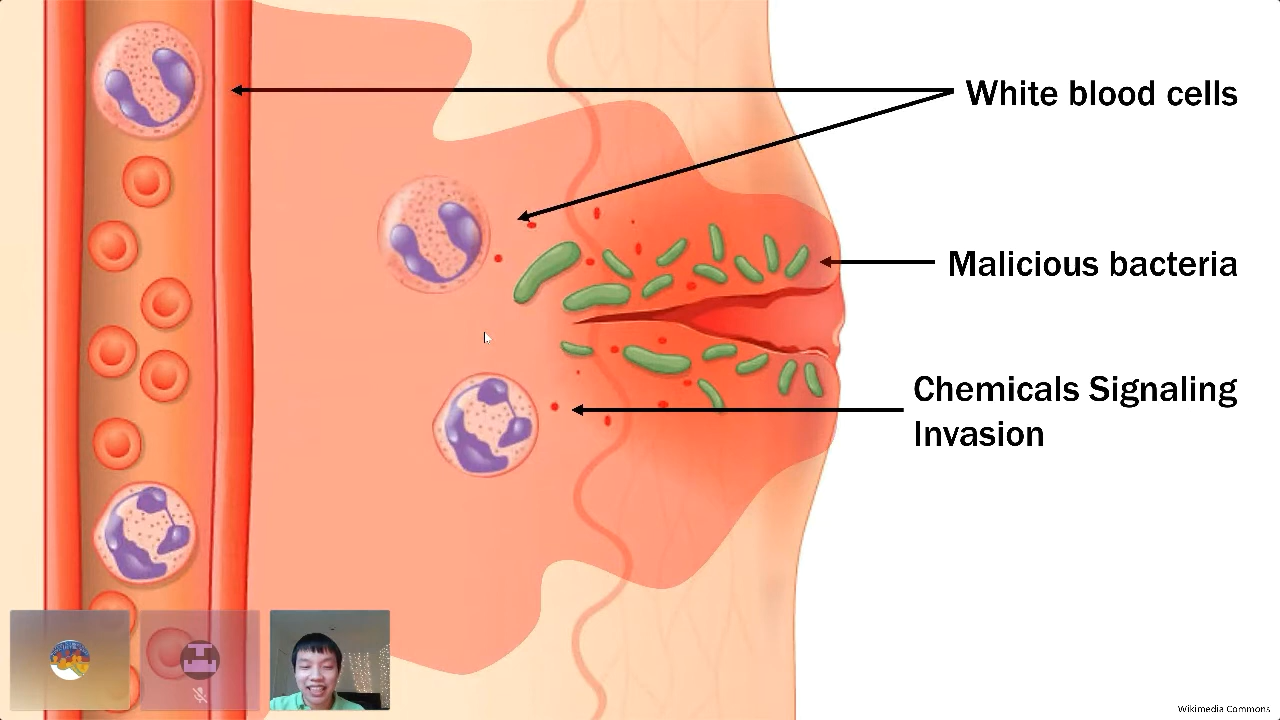 White blood cells
Malicious bacteria
Chemicals Signaling
Invasion
Wikimedia Commons